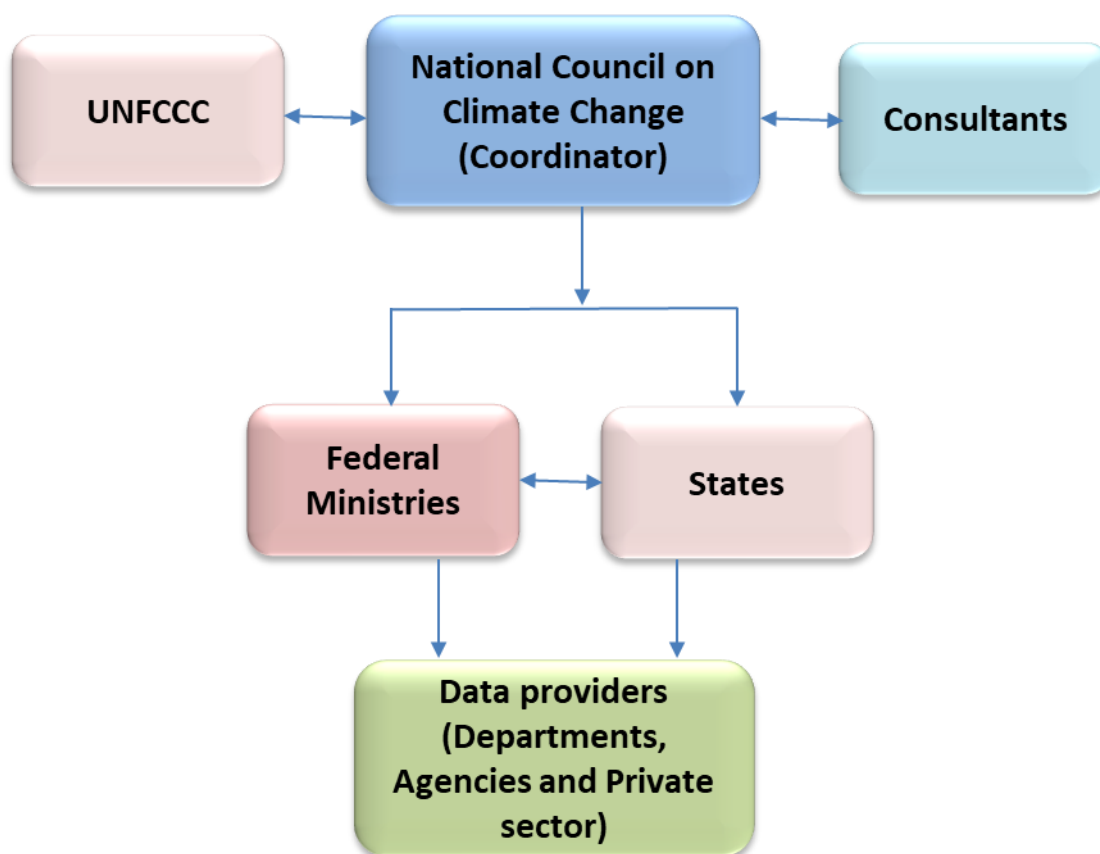 UNFCCC
National Council on
Climate Change
(Coordinator)
Consultants
Federal
Ministries
States
Data providers
(Departments,
Agencies and Private
sector)